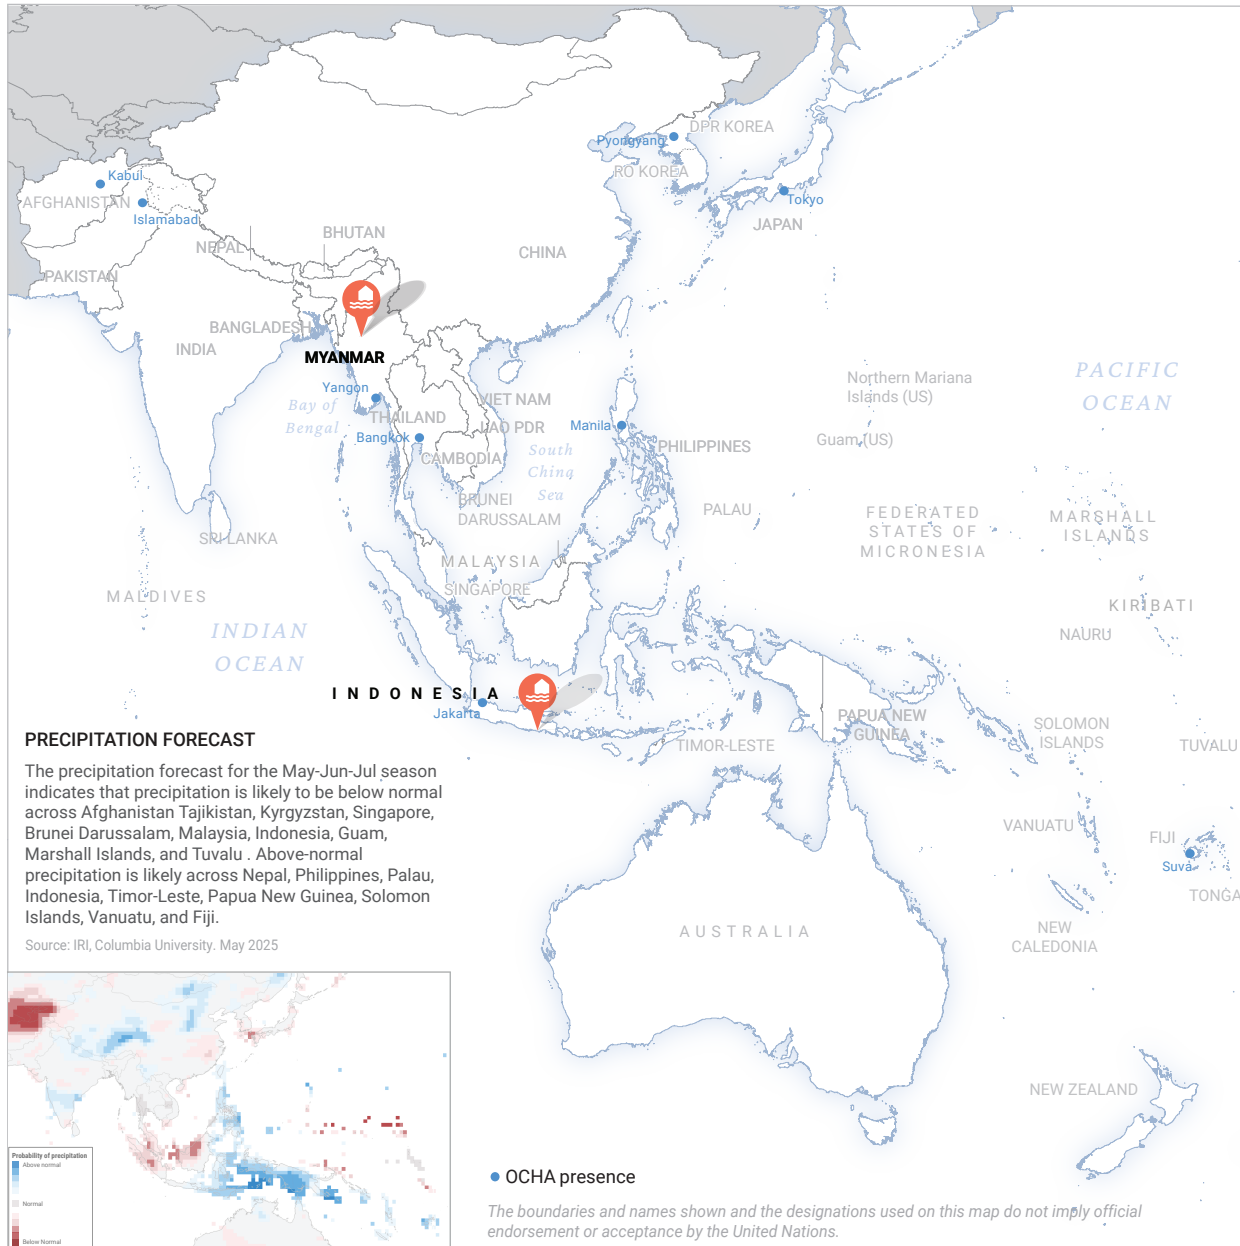 DPR KOREA
Pyongyang
RO KOREA
Kabul
AFGHANISTAN
Islamabad
Tokyo
JAPAN
BHUTAN
NEPAL
CHINA
PAKISTAN
BANGLADESH
INDIA
MYANMAR
PACIFIC
OCEAN
Northern Mariana
Islands (US)
Yangon
Bay of
Bengal
VIET NAM
THAILAND
LAO PDR
Manila
Bangkok
Guam (US)
PHILIPPINES
CAMBODIA
South
China
Sea
BRUNEI
DARUSSALAM
PALAU
FEDERATED
STATES OF
MICRONESIA
MARSHALL
ISLANDS
SRI LANKA
MALAYSIA
SINGAPORE
MALDIVES
KIRIBATI
NAURU
INDIAN
OCEAN
INDONESIA
Jakarta
PAPUA NEW
GUINEA
SOLOMON
ISLANDS
TIMOR-LESTE
TUVALU
PRECIPITATION FORECAST
The precipitation forecast for the May-Jun-Jul season
indicates that precipitation is likely to be below normal
across Afghanistan Tajikistan, Kyrgyzstan, Singapore,
Brunei Darussalam, Malaysia, Indonesia, Guam,
Marshall Islands, and Tuvalu . Above-normal
precipitation is likely across Nepal, Philippines, Palau,
Indonesia, Timor-Leste, Papua New Guinea, Solomon
Islands, Vanuatu, and Fiji.
Source: IRI, Columbia University. May 2025
VANUATU
FIJI
Suva
TONGA
AUSTRALIA
NEW
CALEDONIA
NEW ZEALAND
Probability of precipitation
Above normal
Normal
Below Normal
OCHA presence
The boundaries and names shown and the designations used on this map do not imply official
endorsement or acceptance by the United Nations.